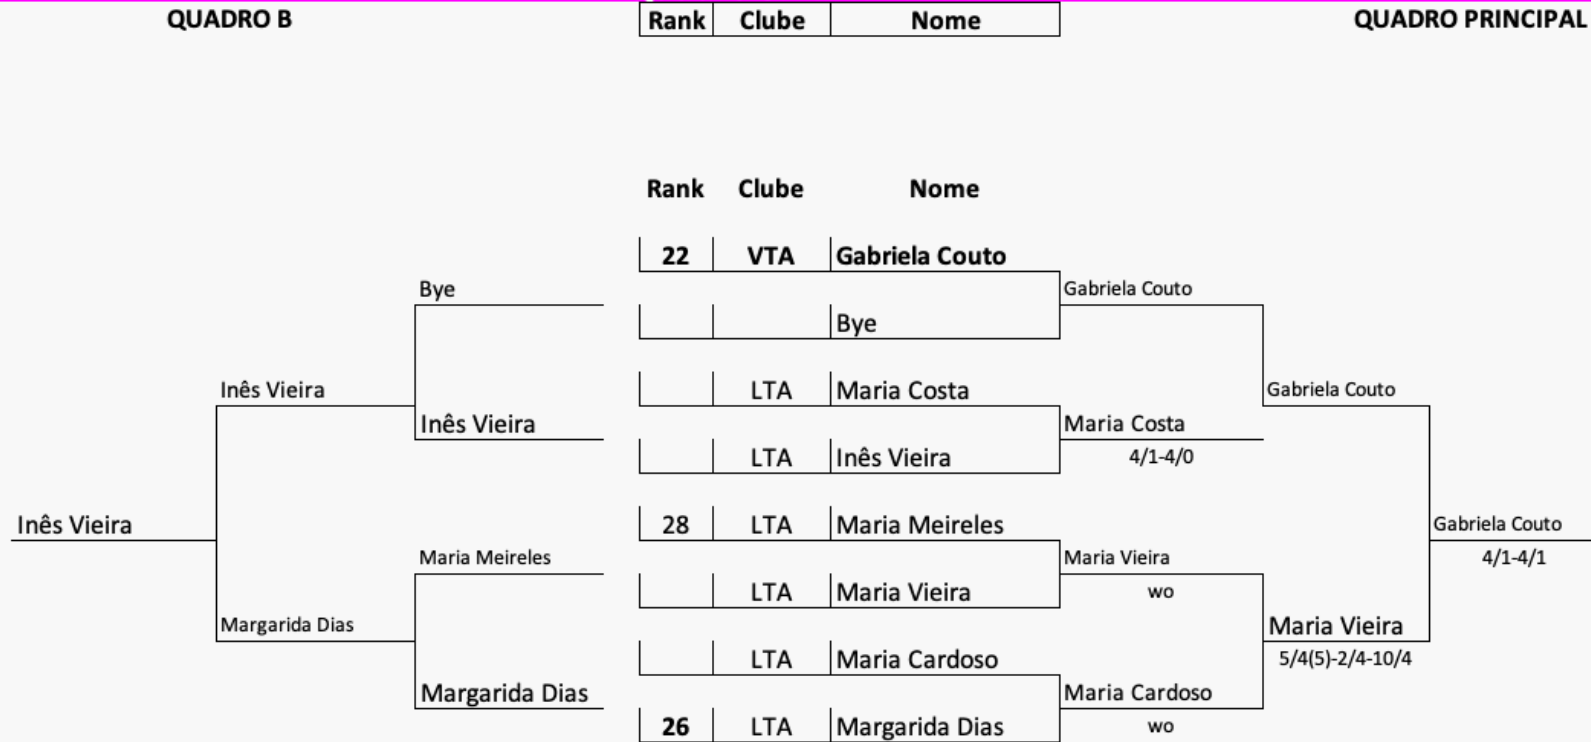 QUADRO B Rank Clube Nome QUADRO PRINCIPAL
Rank Clube Nome
22 VTA Gabriela Couto
Bye Gabriela Couto
Bye
Inês Vieira LTA Maria Costa Gabriela Couto
Inês Vieira Maria Costa
LTA Inês Vieira 4/1-4/0
Inês Vieira 28 LTA Maria Meireles Gabriela Couto
Maria Meireles Maria Vieira 4/1-4/1
LTA Maria Vieira wo
Margarida Dias Maria Vieira
LTA Maria Cardoso 5/4(5)-2/4-10/4
Margarida Dias Maria Cardoso
26 LTA Margarida Dias wo